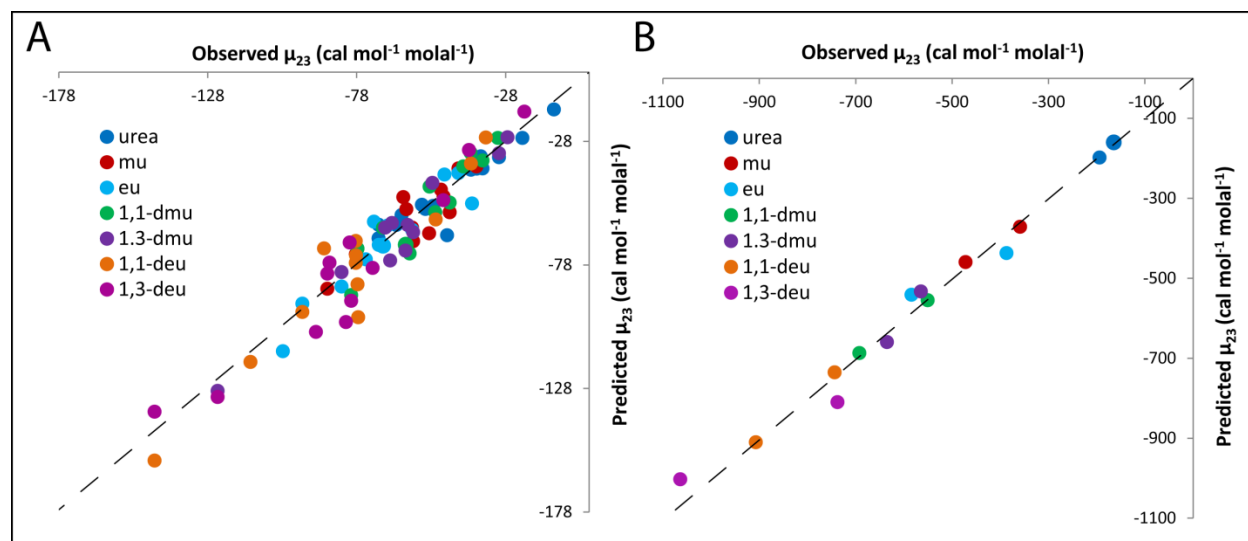 A
Observed μ₂₃ (cal mol⁻¹ molal⁻¹)
-178 -128 -78 -28
urea
mu
eu
1,1-dmu
1.3-dmu
1,1-deu
1,3-deu
-28
-78
-128
-178
Predicted μ₂₃ (cal mol⁻¹ molal⁻¹)
B
Observed μ₂₃ (cal mol⁻¹ molal⁻¹)
-1100 -900 -700 -500 -300 -100
urea
mu
eu
1,1-dmu
1.3-dmu
1,1-deu
1,3-deu
-100
-300
-500
-700
-900
-1100
Predicted μ₂₃ (cal mol⁻¹ molal⁻¹)